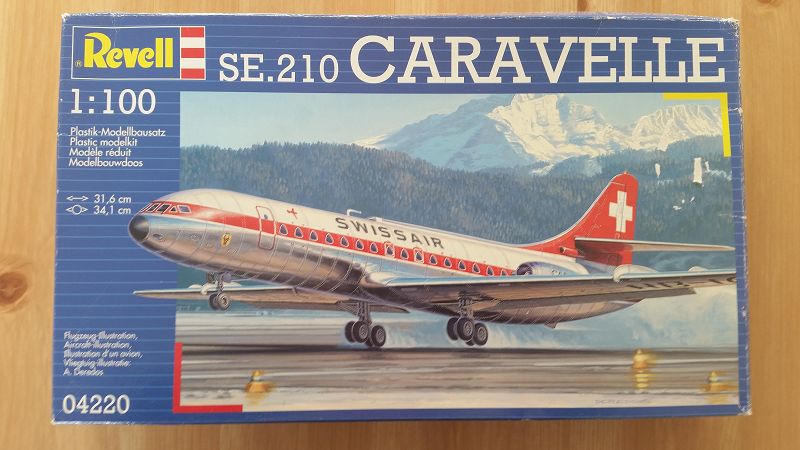 Revell
SE.210 CARAVELLE
1:100
Plastik-Modellbausatz
Plastic modelkit
Modèle réduit
Modelbouwdoos
31,6 cm
34,1 cm
SWISSAIR
Flugzeug-Illustration,
Aircraft-illustration,
Illustration d'un avion,
Vliegtuig-illustratie:
A. Deredos
04220